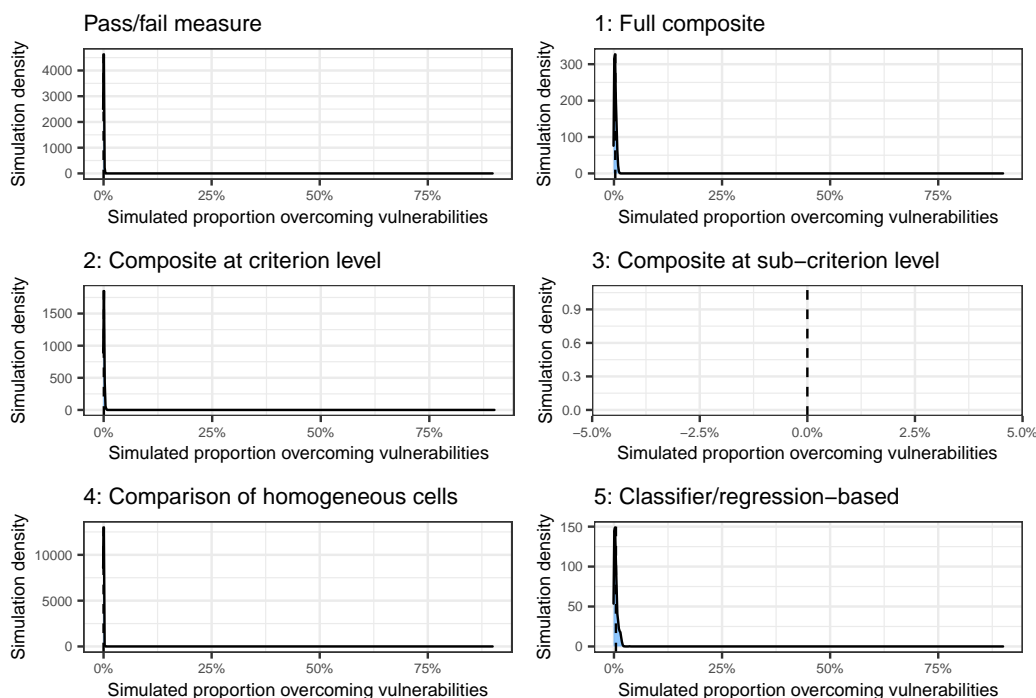 Pass/fail measure
Simulation density
4000
3000
2000
1000
0
0% 25% 50% 75%
Simulated proportion overcoming vulnerabilities
1: Full composite
Simulation density
300
200
100
0
0% 25% 50% 75%
Simulated proportion overcoming vulnerabilities
2: Composite at criterion level
Simulation density
1500
1000
500
0
0% 25% 50% 75%
Simulated proportion overcoming vulnerabilities
3: Composite at sub−criterion level
Simulation density
0.9
0.6
0.3
0.0
−5.0% −2.5% 0.0% 2.5% 5.0%
Simulated proportion overcoming vulnerabilities
4: Comparison of homogeneous cells
Simulation density
10000
5000
0
0% 25% 50% 75%
Simulated proportion overcoming vulnerabilities
5: Classifier/regression−based
Simulation density
150
100
50
0
0% 25% 50% 75%
Simulated proportion overcoming vulnerabilities